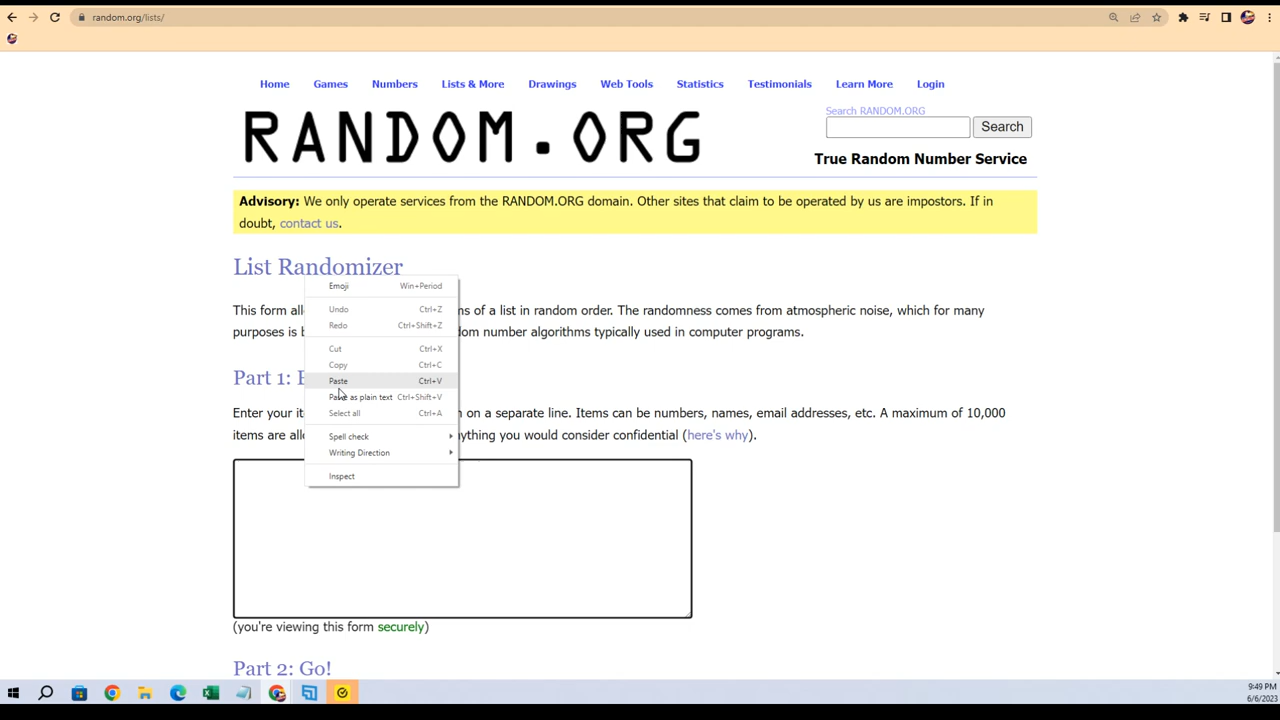 random.org/lists/
Home Games Numbers Lists & More Drawings Web Tools Statistics Testimonials Learn More Login
RANDOM.ORG
Search RANDOM.ORG
Search
True Random Number Service
Advisory: We only operate services from the RANDOM.ORG domain. Other sites that claim to be operated by us are impostors. If in
doubt, contact us.
List Randomizer
This form all ms of a list in random order. The randomness comes from atmospheric noise, which for many
purposes is b dom number algorithms typically used in computer programs.
Part 1: E
Enter your ite on a separate line. Items can be numbers, names, email addresses, etc. A maximum of 10,000
items are all ything you would consider confidential (here's why).
Emoji Win+Period
Undo Ctrl+Z
Redo Ctrl+Shift+Z
Cut Ctrl+X
Copy Ctrl+C
Paste Ctrl+V
Paste as plain text Ctrl+Shift+V
Select all Ctrl+A
Spell check
Writing Direction
Inspect
(you're viewing this form securely)
Part 2: Go!
9:49 PM
6/6/2023